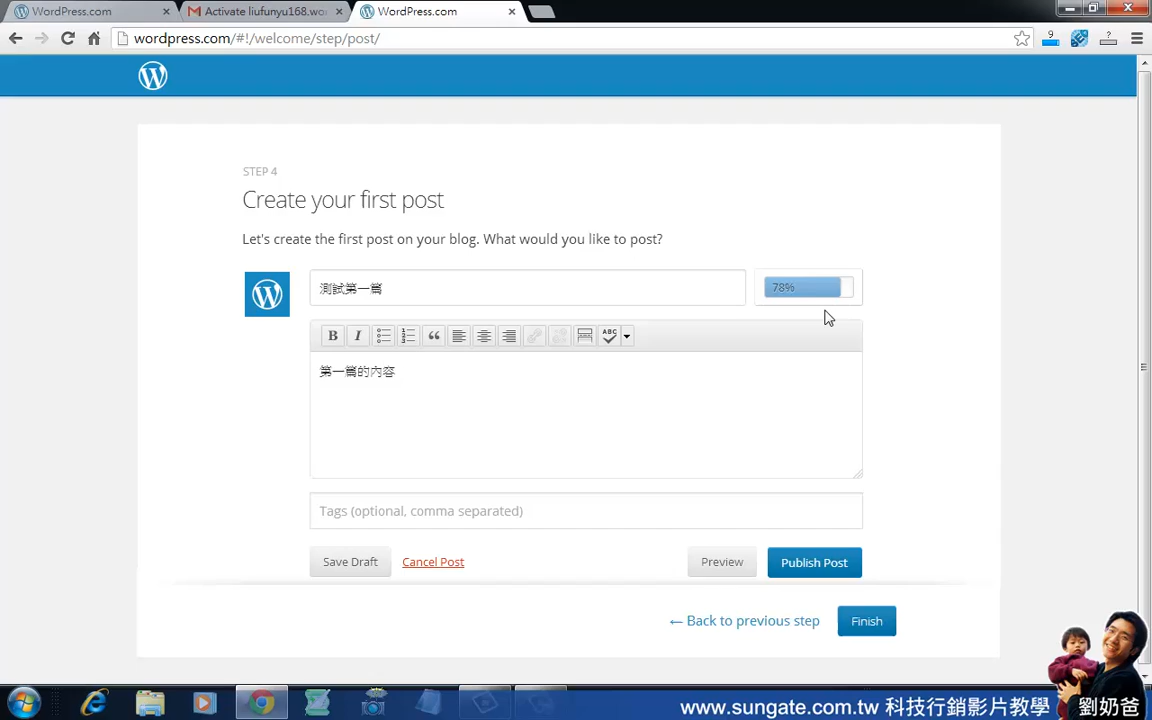 WordPress.com
Activate liufunyu168.wo
WordPress.com
wordpress.com/#!/welcome/step/post/
9
?
STEP 4
Create your first post
Let's create the first post on your blog. What would you like to post?
測試第一篇
78%
B I ABC
第一篇的內容
Tags (optional, comma separated)
Save Draft Cancel Post Preview Publish Post
← Back to previous step Finish
www.sungate.com.tw 科技行銷影片教學 劉奶爸